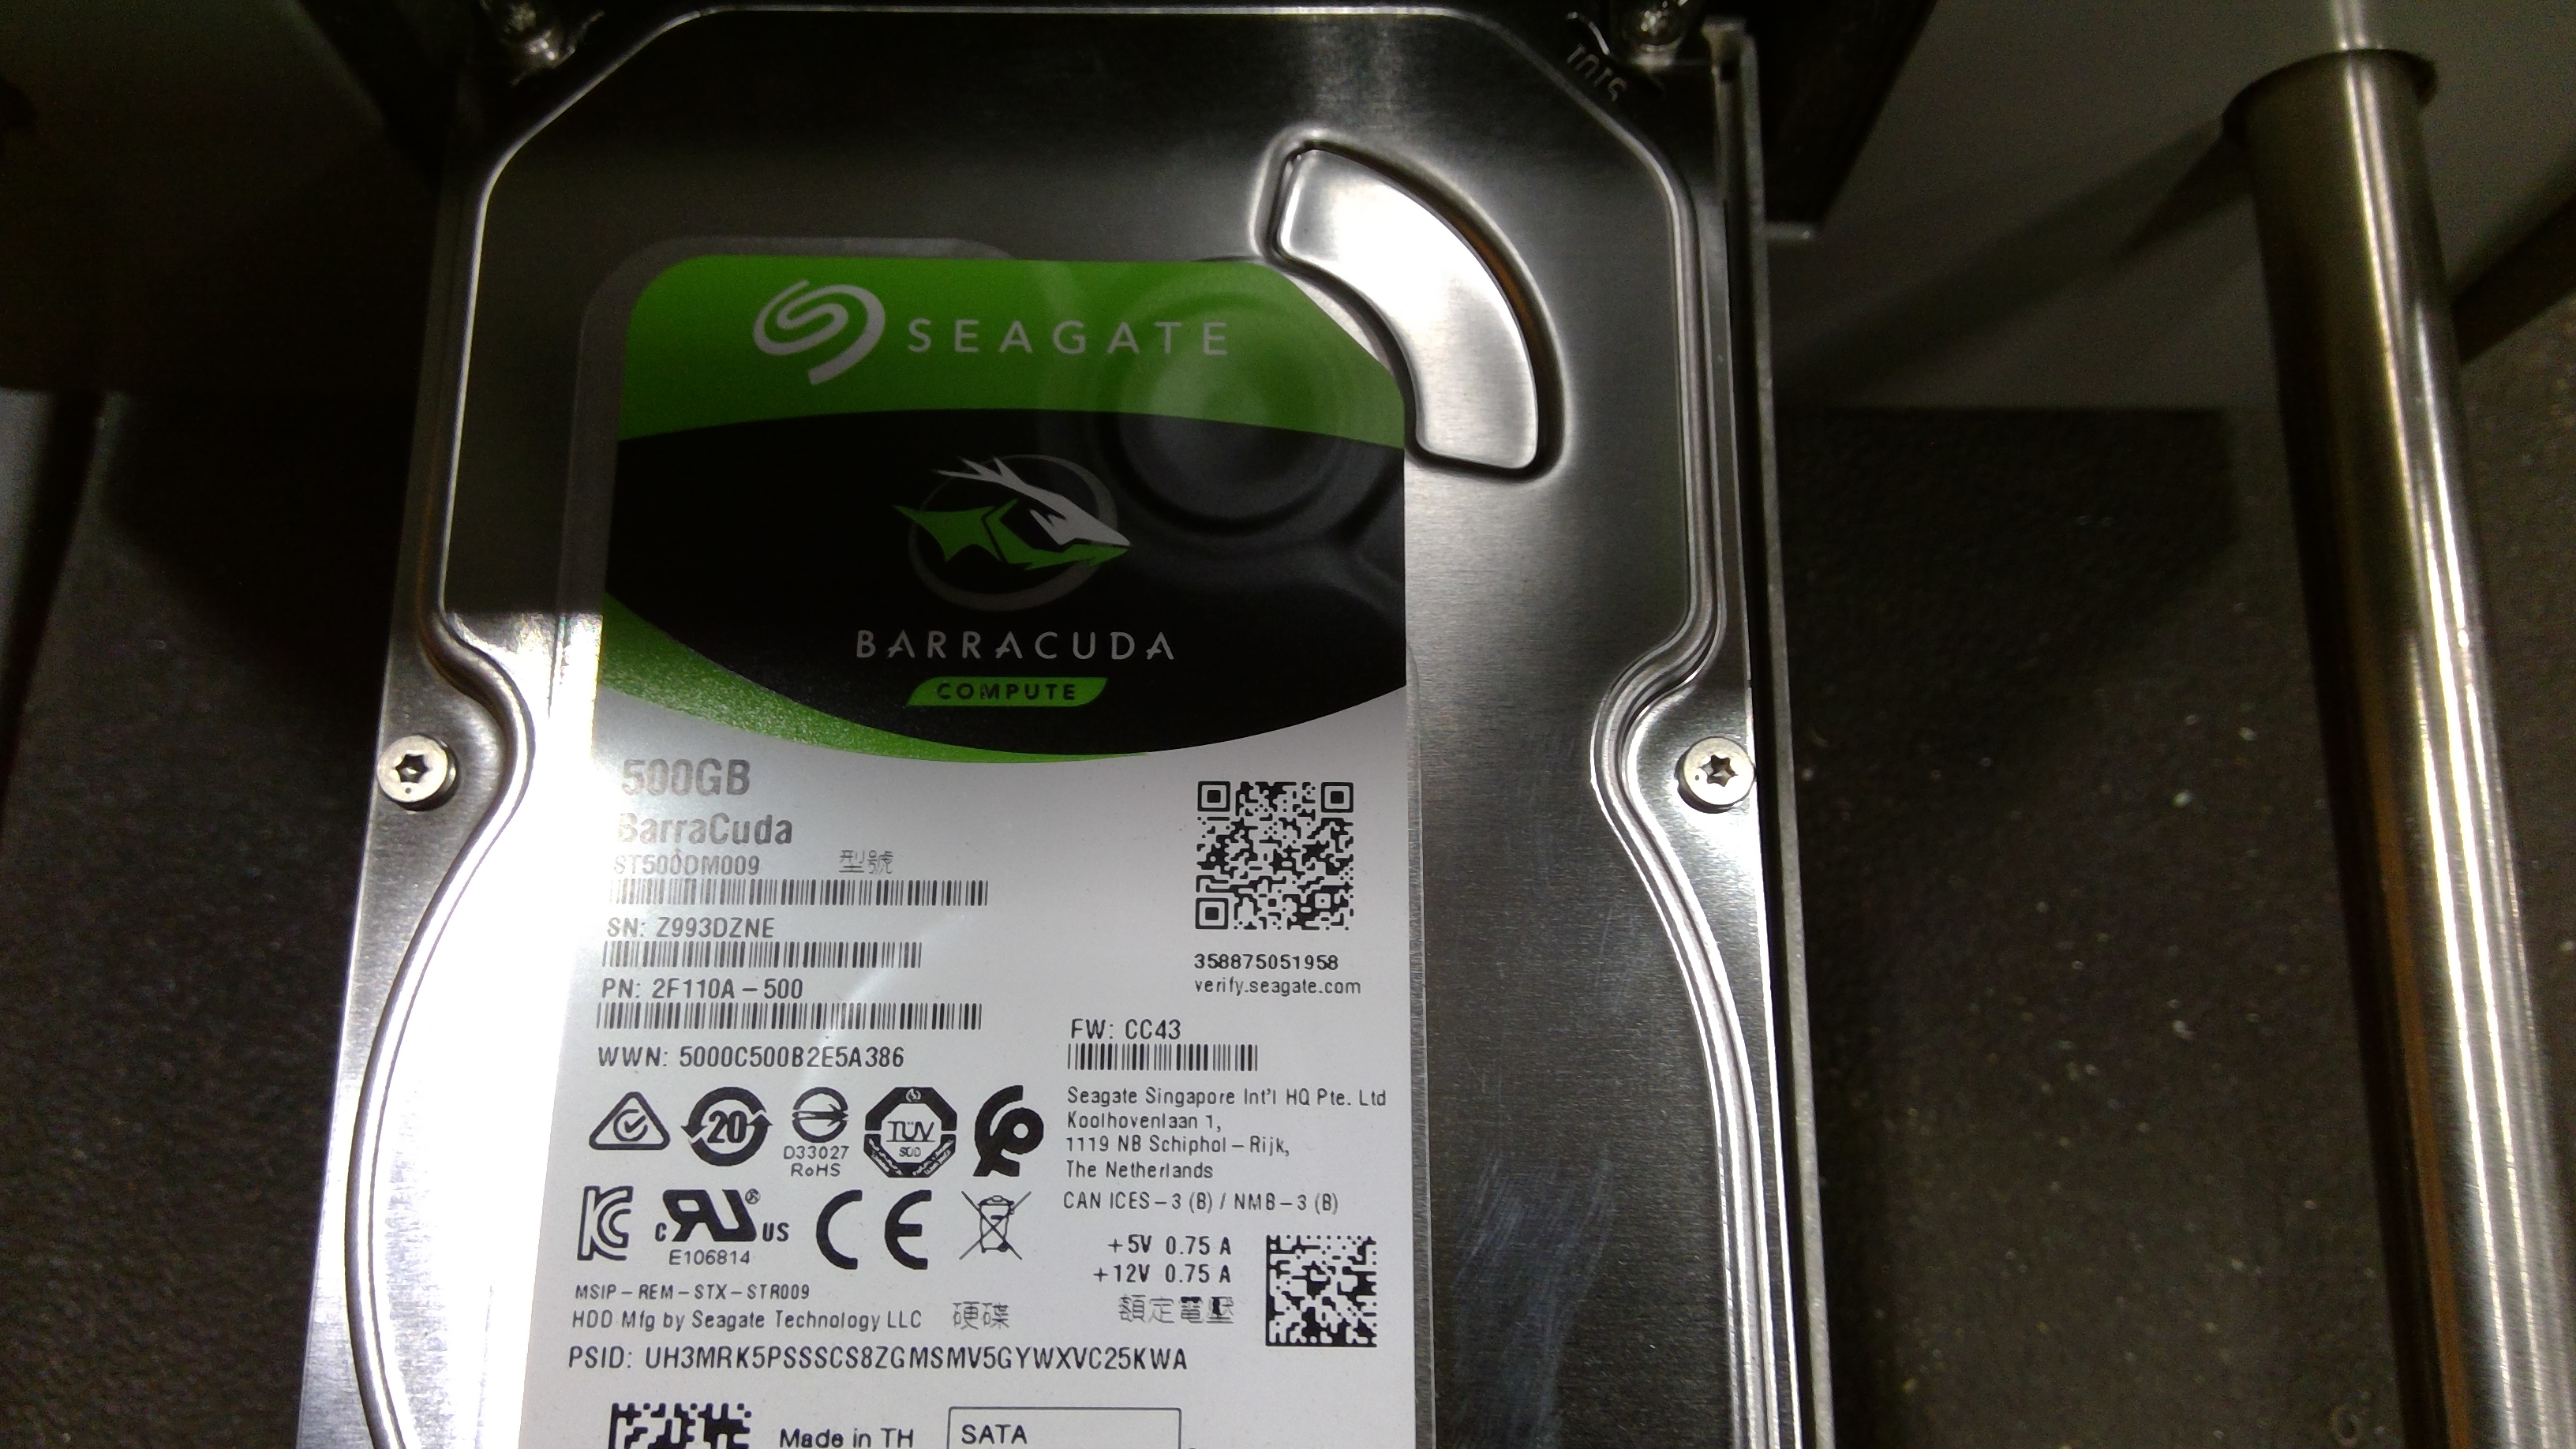 SEAGATE
BARRACUDA
COMPUTE
500GB
BarraCuda
ST500DM009 型號
SN: Z993DZNE
PN: 2F110A-500
WWN: 5000C500B2E5A386
358875051958
verify.seagate.com
FW: CC43
Seagate Singapore Int'l HQ Pte. Ltd
Koolhovenlaan 1,
1119 NB Schiphol-Rijk,
The Netherlands
CAN ICES-3 (B) / NMB-3 (B)
20
D33027
RoHS
TÜV
SÜD
c US
E106814
CE
+5V 0.75 A
+12V 0.75 A
額定電壓
MSIP-REM-STX-STR009
HDD Mfg by Seagate Technology LLC 硬碟
PSID: UH3MRK5PSSSCS8ZGMSMV5GYWXVC25KWA
Made in TH
SATA